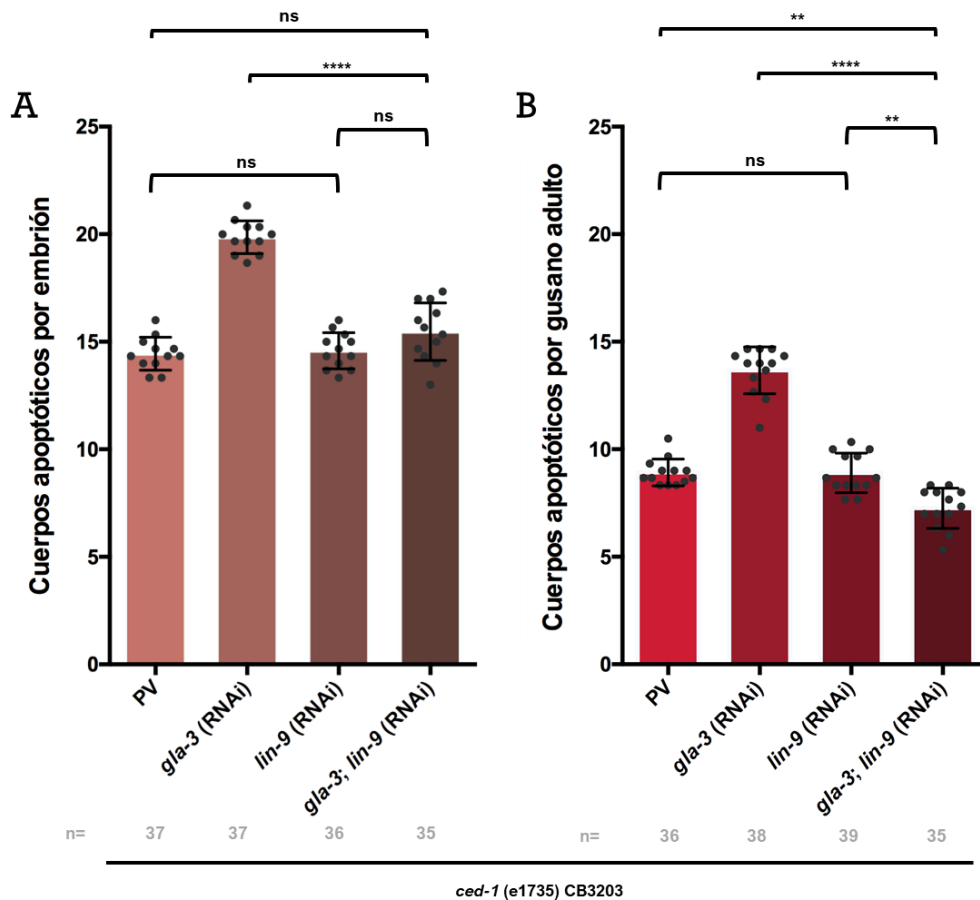 ns
****
ns
ns
A
Cuerpos apoptóticos por embrión
25
20
15
10
5
0
PV
gla-3 (RNAi)
lin-9 (RNAi)
gla-3; lin-9 (RNAi)
n= 37 37 36 35
**
****
**
ns
B
Cuerpos apoptóticos por gusano adulto
25
20
15
10
5
0
PV
gla-3 (RNAi)
lin-9 (RNAi)
gla-3; lin-9 (RNAi)
n= 36 38 39 35
ced-1 (e1735) CB3203